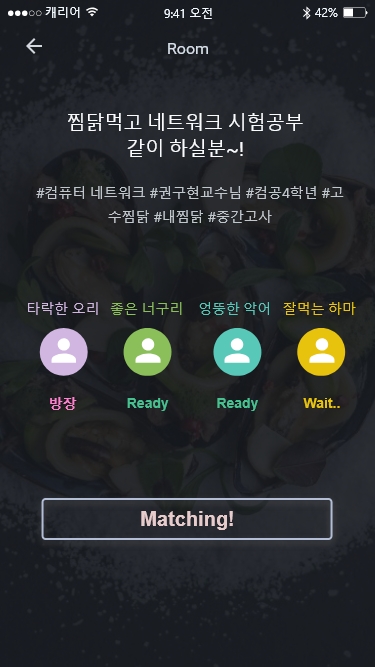 캐리어 9:41 오전 42%
Room
찜닭먹고 네트워크 시험공부
같이 하실분~!
#컴퓨터 네트워크 #권구현교수님 #컴공4학년 #고
수찜닭 #내찜닭 #중간고사
타락한 오리 좋은 너구리 엉뚱한 악어 잘먹는 하마
방장 Ready Ready Wait..
Matching!